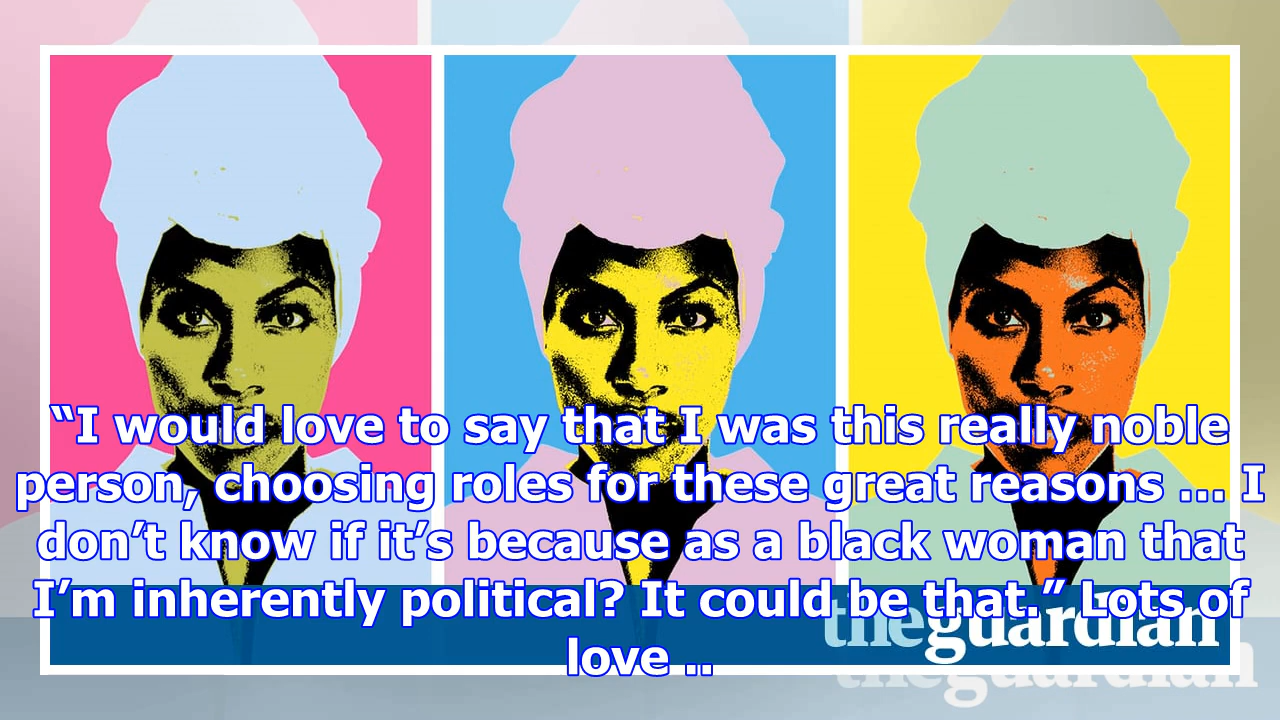 “I would love to say that I was this really noble
person, choosing roles for these great reasons ... I
don’t know if it’s because as a black woman that
I’m inherently political? It could be that.” Lots of
love ..
theguardian
theguardian